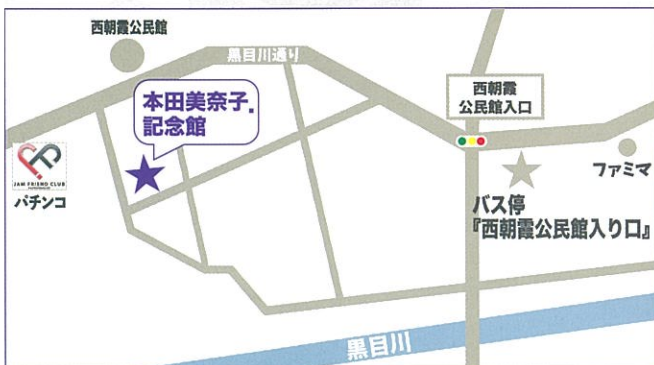 西朝霞公民館
黒目川通り
本田美奈子.
記念館
西朝霞
公民館入口
JAM FRIEND CLUB
パチンコ
ファミマ
バス停
『西朝霞公民館入り口』
黒目川